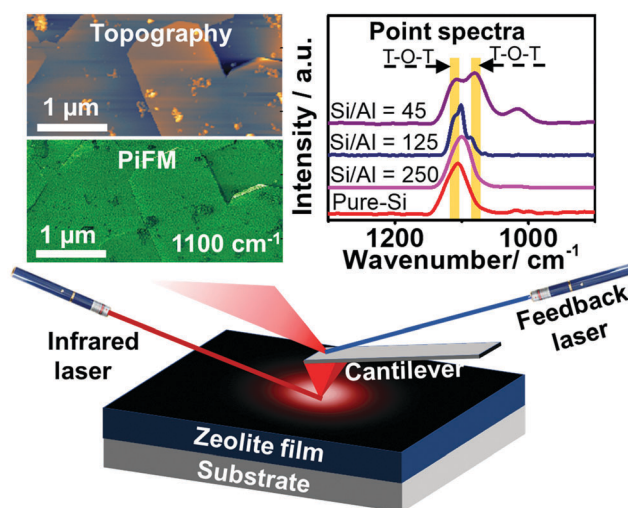 Topography
1 μm
PiFM
1 μm
1100 cm⁻¹
Point spectra
T-O-T
T-O-T
Intensity / a.u.
Si/Al = 45
Si/Al = 125
Si/Al = 250
Pure-Si
1200
1000
Wavenumber/ cm⁻¹
Infrared
laser
Feedback
laser
Cantilever
Zeolite film
Substrate